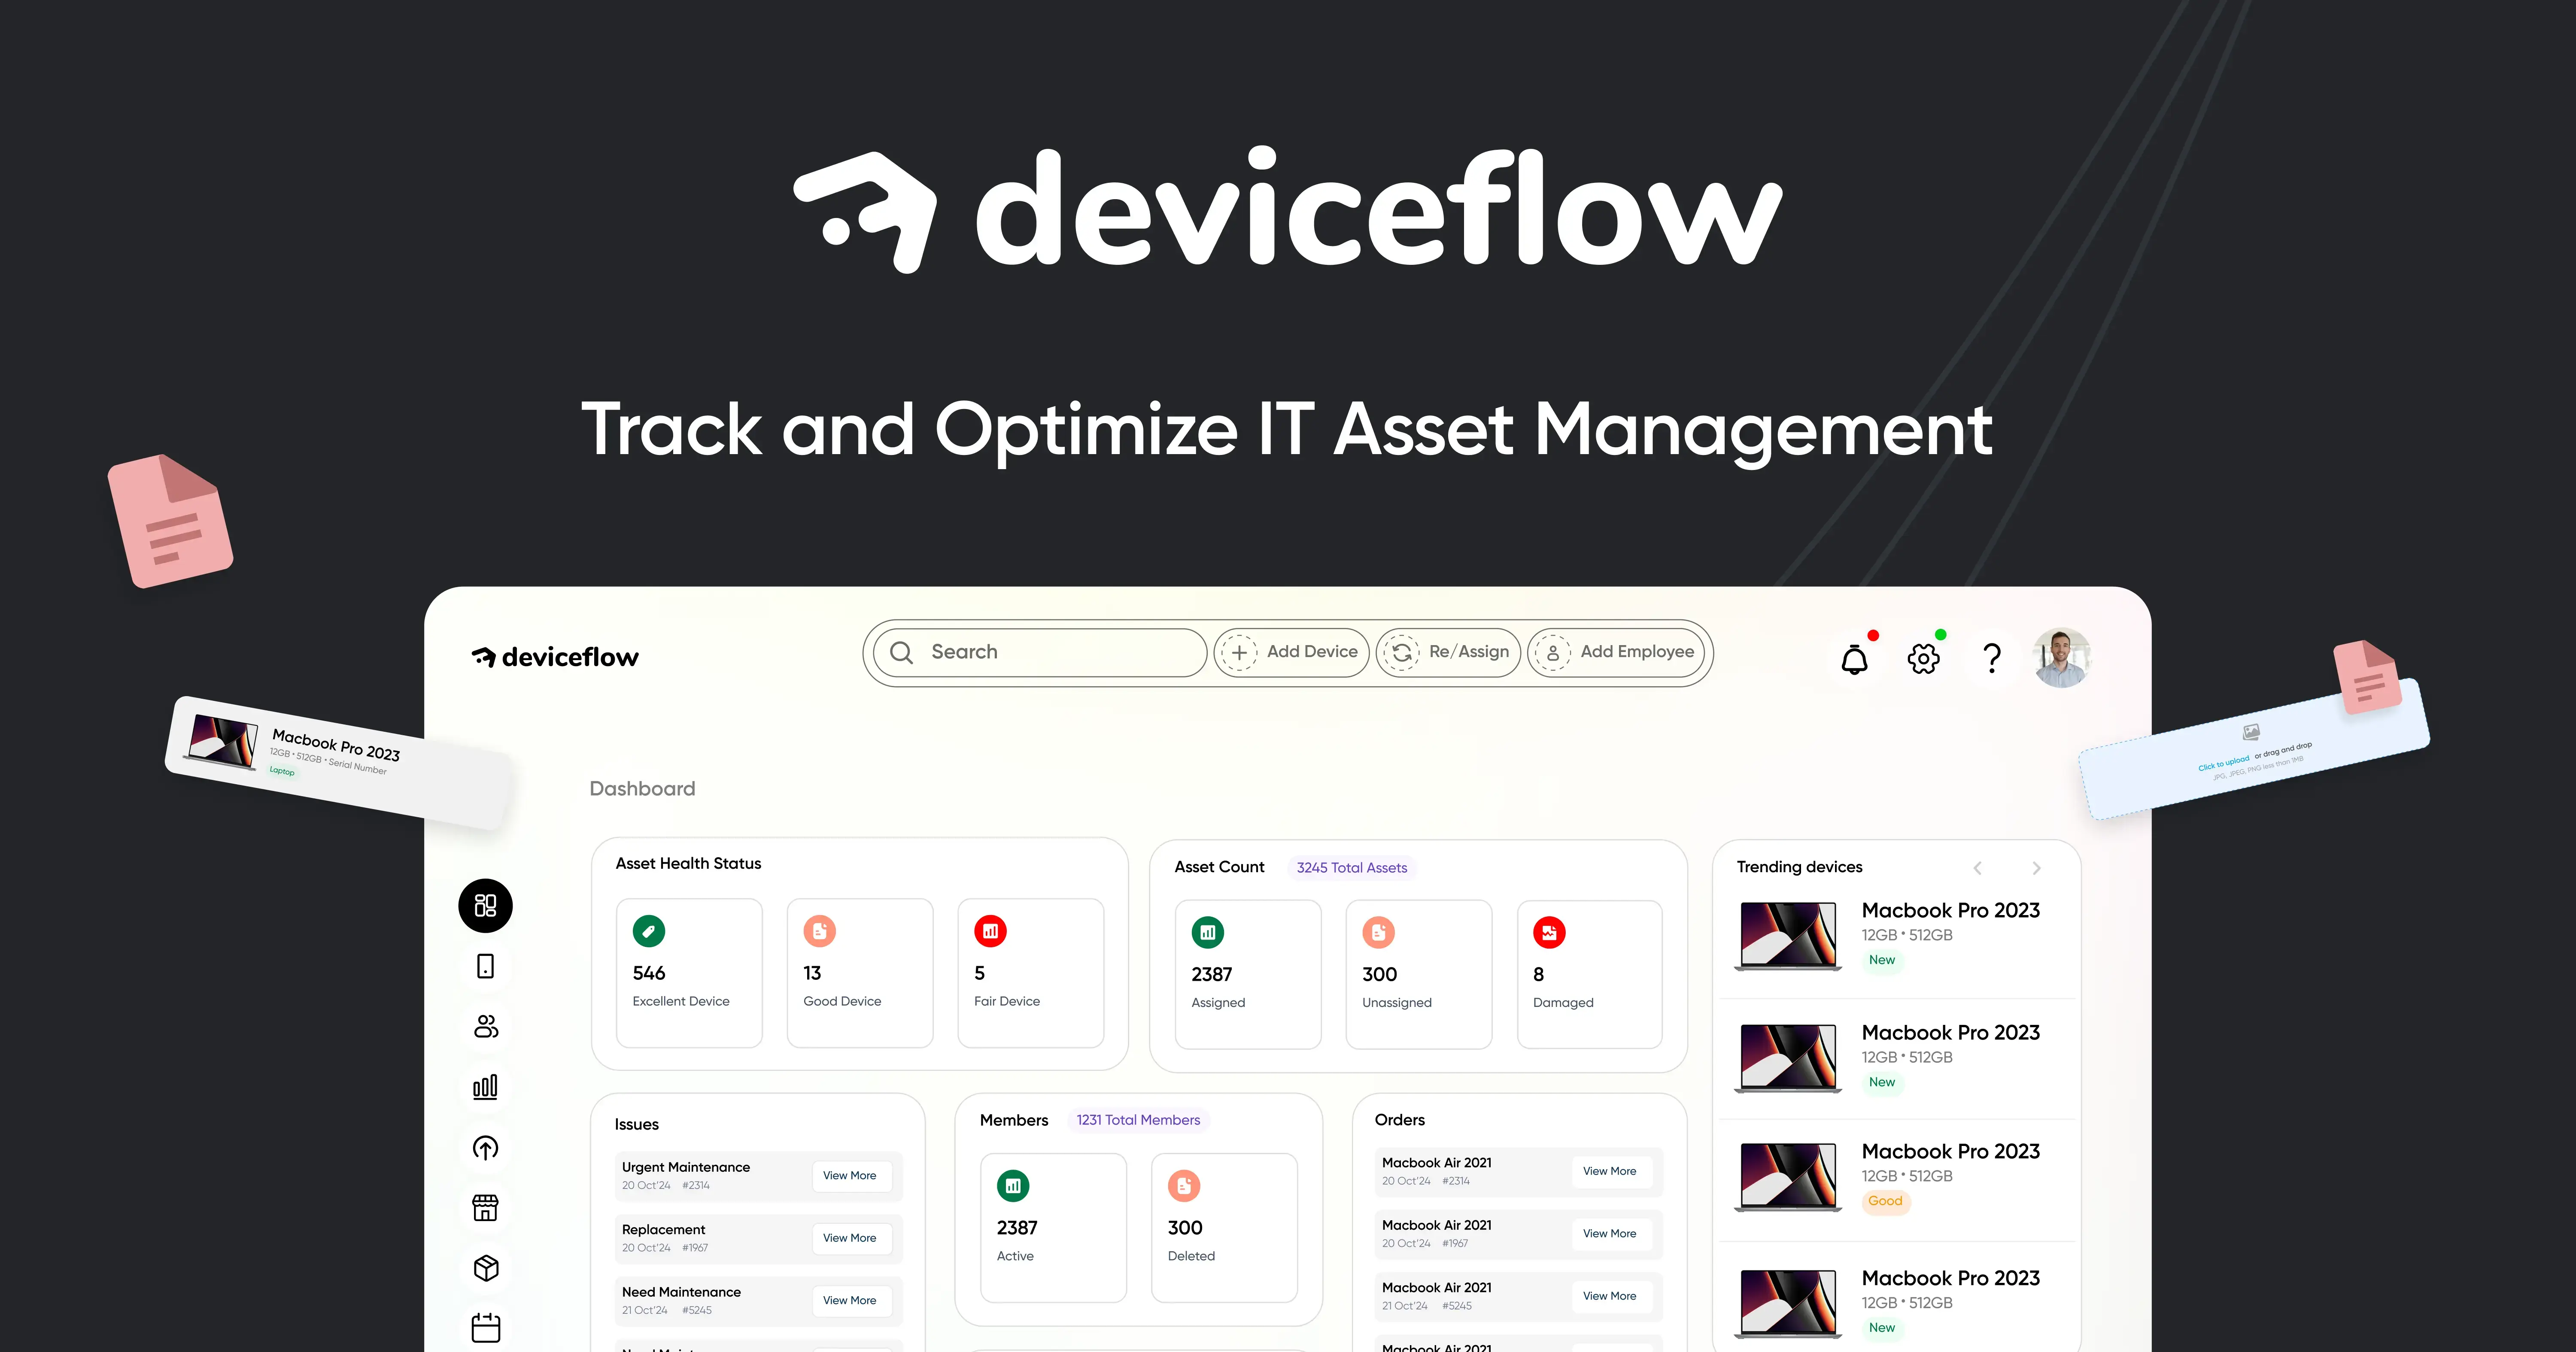 deviceflow
Track and Optimize IT Asset Management
deviceflow
Search
Add Device
Re/Assign
Add Employee
Macbook Pro 2023
12GB • 512GB • Serial Number
Laptop
Click to upload or drag and drop
JPG, JPEG, PNG less than 1MB
Dashboard
Asset Health Status
546
Excellent Device
13
Good Device
5
Fair Device
Asset Count
3245 Total Assets
2387
Assigned
300
Unassigned
8
Damaged
Trending devices
Macbook Pro 2023
12GB • 512GB
New
Macbook Pro 2023
12GB • 512GB
New
Macbook Pro 2023
12GB • 512GB
Good
Macbook Pro 2023
12GB • 512GB
New
Issues
Urgent Maintenance
20 Oct'24 #2314
View More
Replacement
20 Oct'24 #1967
View More
Need Maintenance
21 Oct'24 #5245
View More
Members
1231 Total Members
2387
Active
300
Deleted
Orders
Macbook Air 2021
20 Oct'24 #2314
View More
Macbook Air 2021
20 Oct'24 #1967
View More
Macbook Air 2021
21 Oct'24 #5245
View More
Macbook Air 2021